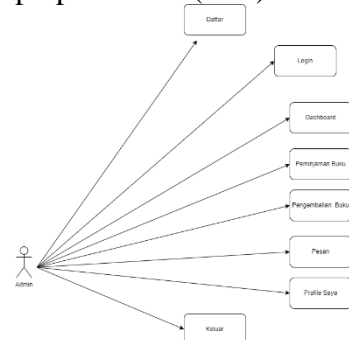 Daftar
Login
Dashboard
Peminjaman Buku
Pengembalian Buku
Pesan
Profile Saya
Admin
Keluar